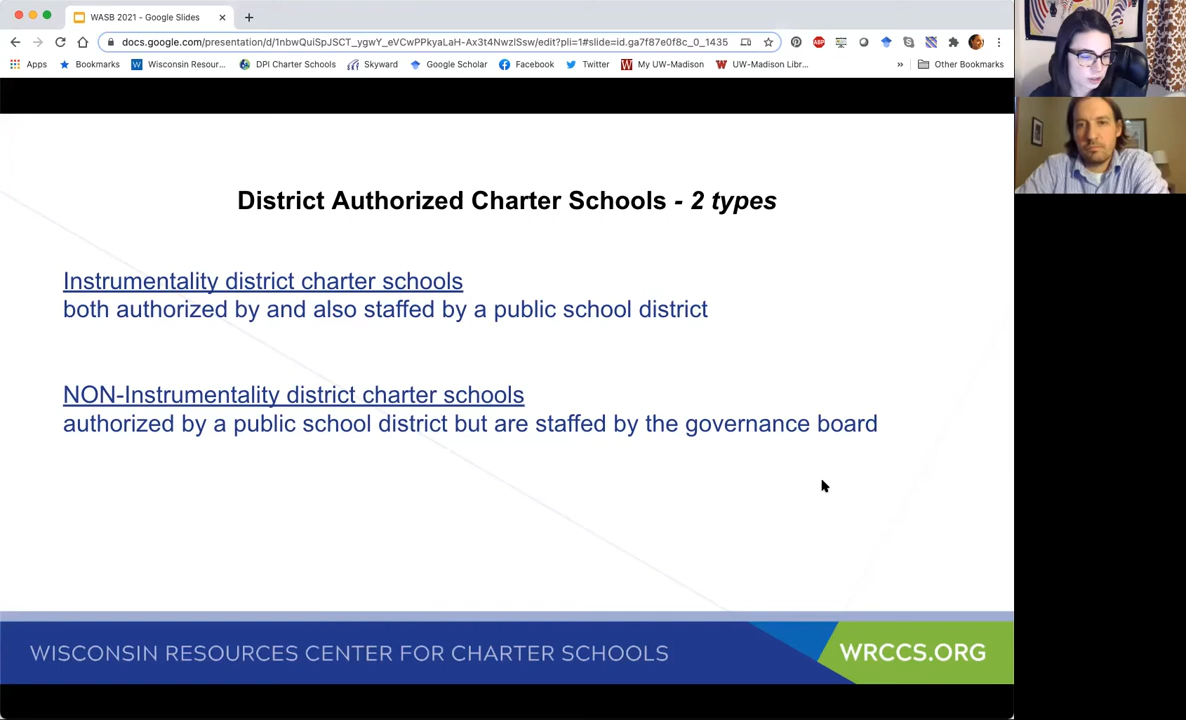 WASB 2021 - Google Slides
docs.google.com/presentation/d/1nbwQuiSpJSCT_ygwY_eVCwPPkyaLaH-Ax3t4NwzlSsw/edit?pli=1#slide=id.ga7f87e0f8c_0_1435
ABP
Apps Bookmarks Wisconsin Resour... DPI Charter Schools Skyward Google Scholar Facebook Twitter My UW-Madison UW-Madison Libr... » Other Bookmarks
District Authorized Charter Schools - 2 types
Instrumentality district charter schools
both authorized by and also staffed by a public school district
NON-Instrumentality district charter schools
authorized by a public school district but are staffed by the governance board
WISCONSIN RESOURCES CENTER FOR CHARTER SCHOOLS
WRCCS.ORG